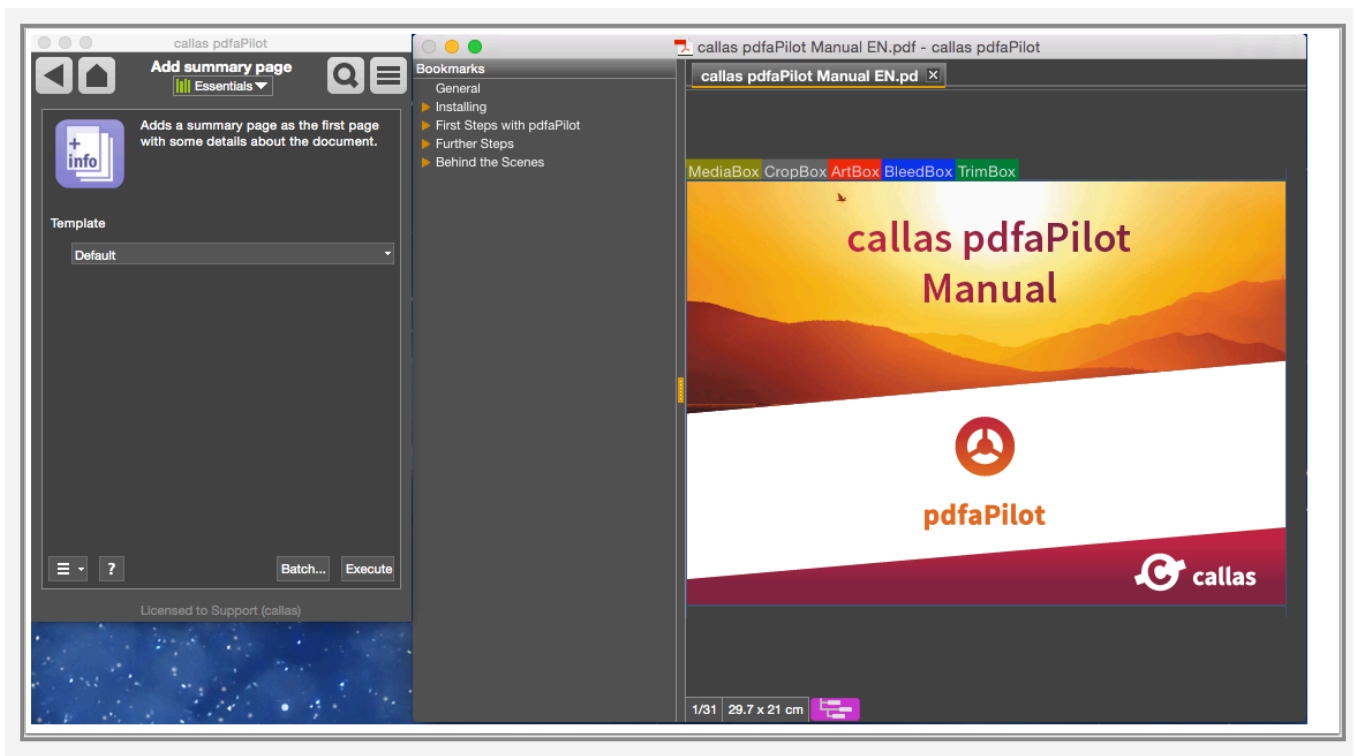 callas pdfaPilot
Add summary page
Essentials
Adds a summary page as the first page
with some details about the document.
+
info
Template
Default
?
Batch...
Execute
Licensed to Support (callas)
callas pdfaPilot Manual EN.pdf - callas pdfaPilot
Bookmarks
General
Installing
First Steps with pdfaPilot
Further Steps
Behind the Scenes
callas pdfaPilot Manual EN.pd
MediaBox CropBox ArtBox BleedBox TrimBox
callas pdfaPilot
Manual
pdfaPilot
callas
1/31 29.7 x 21 cm